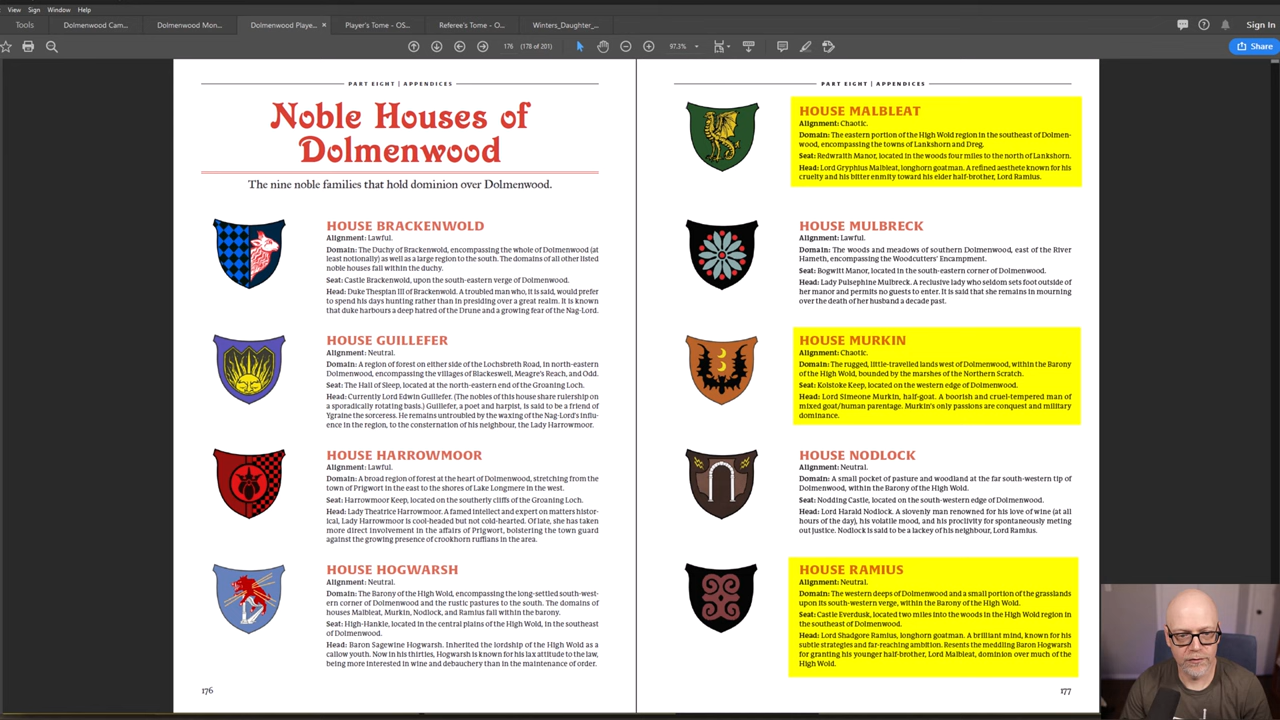 View Sign Window Help
Tools Dolmenwood Cam... Dolmenwood Mon... Dolmenwood Playe... × Player's Tome - OS... Referee's Tome - O... Winters_Daughter_... Sign In
176 (178 of 201) 97.3% Share
PART EIGHT | APPENDICES
Noble Houses of
Dolmenwood
The nine noble families that hold dominion over Dolmenwood.
HOUSE BRACKENWOLD
Alignment: Lawful.
Domain: The Duchy of Brackenwold, encompassing the whole of Dolmenwood (at
least notionally) as well as a large region to the south. The domains of all other listed
noble houses fall within the duchy.
Seat: Castle Brackenwold, upon the south-eastern verge of Dolmenwood.
Head: Duke Thespian III of Brackenwold. A troubled man who, it is said, would prefer
to spend his days hunting rather than in presiding over a great realm. It is known
that duke harbours a deep hatred of the Drune and a growing fear of the Nag-Lord.
HOUSE GUILLEFER
Alignment: Neutral.
Domain: A region of forest on either side of the Lochsbreth Road, in north-eastern
Dolmenwood, encompassing the villages of Blackeswell, Meagre's Reach, and Odd.
Seat: The Hall of Sleep, located at the north-eastern end of the Groaning Loch.
Head: Currently Lord Edwin Guillefer. (The nobles of this house share rulership on
a sporadically rotating basis.) Guillefer, a poet and harpist, is said to be a friend of
Ygraine the sorceress. He remains untroubled by the waxing of the Nag-Lord's influ-
ence in the region, to the consternation of his neighbour, the Lady Harrowmoor.
HOUSE HARROWMOOR
Alignment: Lawful.
Domain: A broad region of forest at the heart of Dolmenwood, stretching from the
town of Prigwort in the east to the shores of Lake Longmere in the west.
Seat: Harrowmoor Keep, located on the southerly cliffs of the Groaning Loch.
Head: Lady Theatrice Harrowmoor. A famed intellect and expert on matters histor-
ical, Lady Harrowmoor is cool-headed but not cold-hearted. Of late, she has taken
more direct involvement in the affairs of Prigwort, bolstering the town guard
against the growing presence of crookhorn ruffians in the area.
HOUSE HOGWARSH
Alignment: Neutral.
Domain: The Barony of the High Wold, encompassing the long-settled south-west-
ern corner of Dolmenwood and the rustic pastures to the south. The domains of
houses Malbleat, Murkin, Nodlock, and Ramius fall within the barony.
Seat: High-Hankle, located in the central plains of the High Wold, in the southeast
of Dolmenwood.
Head: Baron Sagewine Hogwarsh. Inherited the lordship of the High Wold as a
callow youth. Now in his thirties, Hogwarsh is known for his lax attitude to the law,
being more interested in wine and debauchery than in the maintenance of order.
176
PART EIGHT | APPENDICES
HOUSE MALBLEAT
Alignment: Chaotic.
Domain: The eastern portion of the High Wold region in the southeast of Dolmen-
wood, encompassing the towns of Lankshorn and Dreg.
Seat: Redwraith Manor, located in the woods four miles to the north of Lankshorn.
Head: Lord Gryphius Malbleat, longhorn goatman. A refined aesthete known for his
cruelty and his bitter enmity toward his elder half-brother, Lord Ramius.
HOUSE MULBRECK
Alignment: Lawful.
Domain: The woods and meadows of southern Dolmenwood, east of the River
Hameth, encompassing the Woodcutters' Encampment.
Seat: Bogwitt Manor, located in the south-eastern corner of Dolmenwood.
Head: Lady Pulsephine Mulbreck. A reclusive lady who seldom sets foot outside of
her manor and permits no guests to enter. It is said that she remains in mourning
over the death of her husband a decade past.
HOUSE MURKIN
Alignment: Chaotic.
Domain: The rugged, little-travelled lands west of Dolmenwood, within the Barony
of the High Wold, bounded by the marshes of the Northern Scratch.
Seat: Kolstoke Keep, located on the western edge of Dolmenwood.
Head: Lord Simeone Murkin, half-goat. A boorish and cruel-tempered man of
mixed goat/human parentage. Murkin's only passions are conquest and military
dominance.
HOUSE NODLOCK
Alignment: Neutral.
Domain: A small pocket of pasture and woodland at the far south-western tip of
Dolmenwood, within the Barony of the High Wold.
Seat: Nodding Castle, located on the south-western edge of Dolmenwood.
Head: Lord Harald Nodlock. A slovenly man renowned for his love of wine (at all
hours of the day), his volatile mood, and his proclivity for spontaneously meting
out justice. Nodlock is said to be a lackey of his neighbour, Lord Ramius.
HOUSE RAMIUS
Alignment: Neutral.
Domain: The western deeps of Dolmenwood and a small portion of the grasslands
upon its south-western verge, within the Barony of the High Wold.
Seat: Castle Everdusk, located two miles into the woods in the High Wold region in
the southeast of Dolmenwood.
Head: Lord Shadgore Ramius, longhorn goatman. A brilliant mind, known for his
subtle strategies and far-reaching ambition. Resents the meddling Baron Hogwarsh
for granting his younger half-brother, Lord Malbleat, dominion over much of the
High Wold.
177